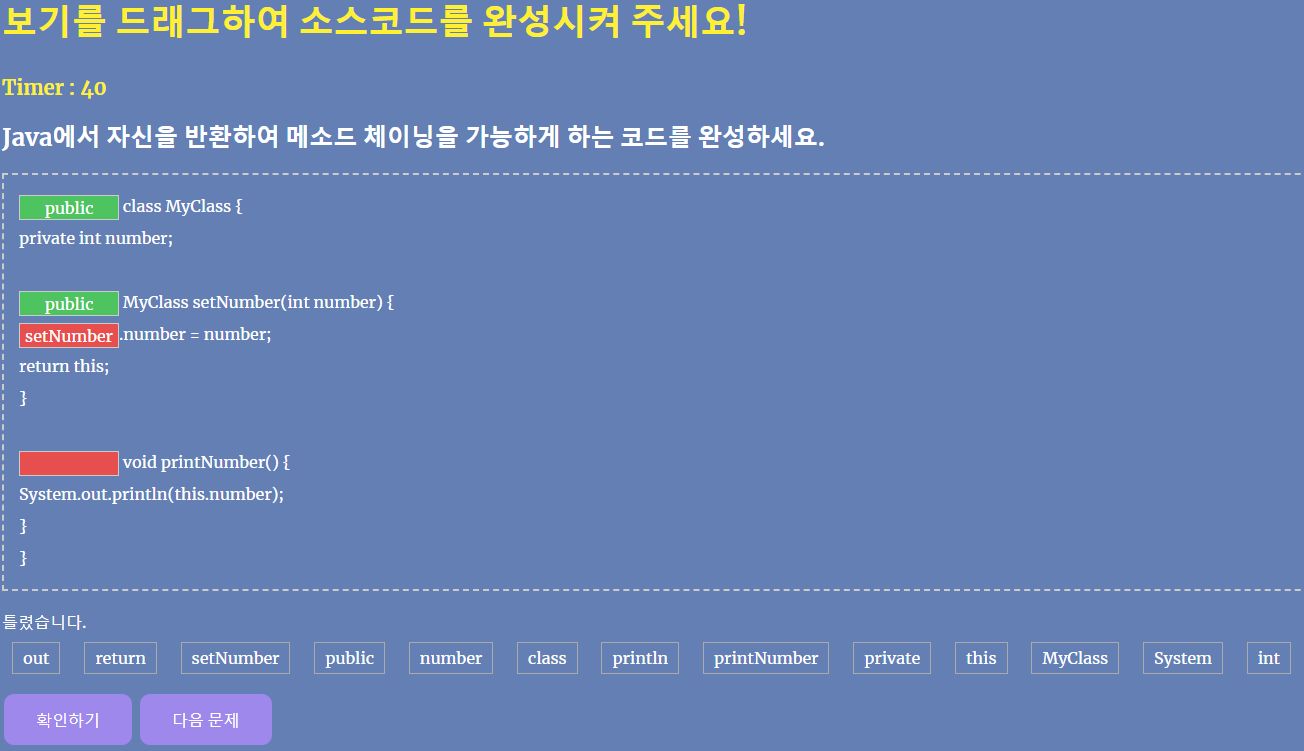 보기를 드래그하여 소스코드를 완성시켜 주세요!
Timer : 40
Java에서 자신을 반환하여 메소드 체이닝을 가능하게 하는 코드를 완성하세요.
public class MyClass {
private int number;
public MyClass setNumber(int number) {
setNumber.number = number;
return this;
}
void printNumber() {
System.out.println(this.number);
}
}
틀렸습니다.
out return setNumber public number class println printNumber private this MyClass System int
확인하기 다음 문제